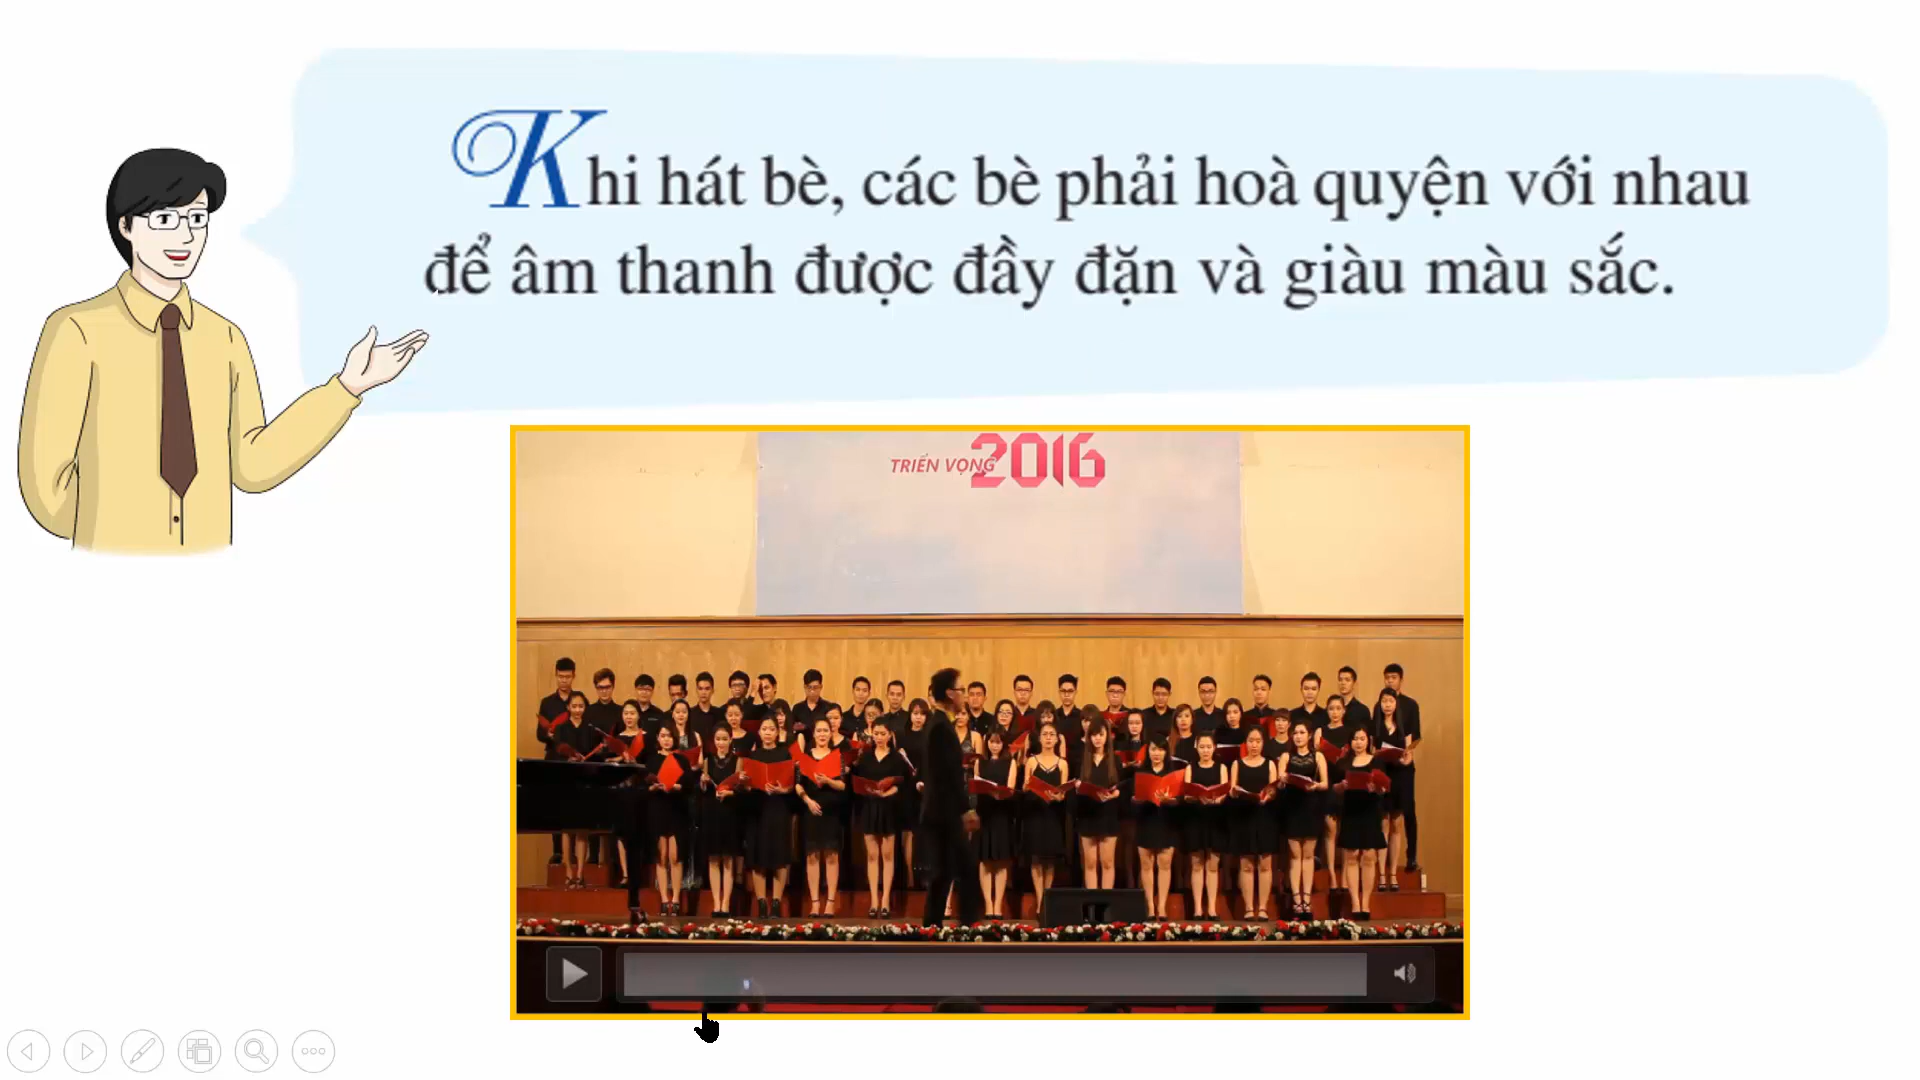 Khi hát bè, các bè phải hoà quyện với nhau
để âm thanh được đầy đặn và giàu màu sắc.
TRIỂN VỌNG 2016